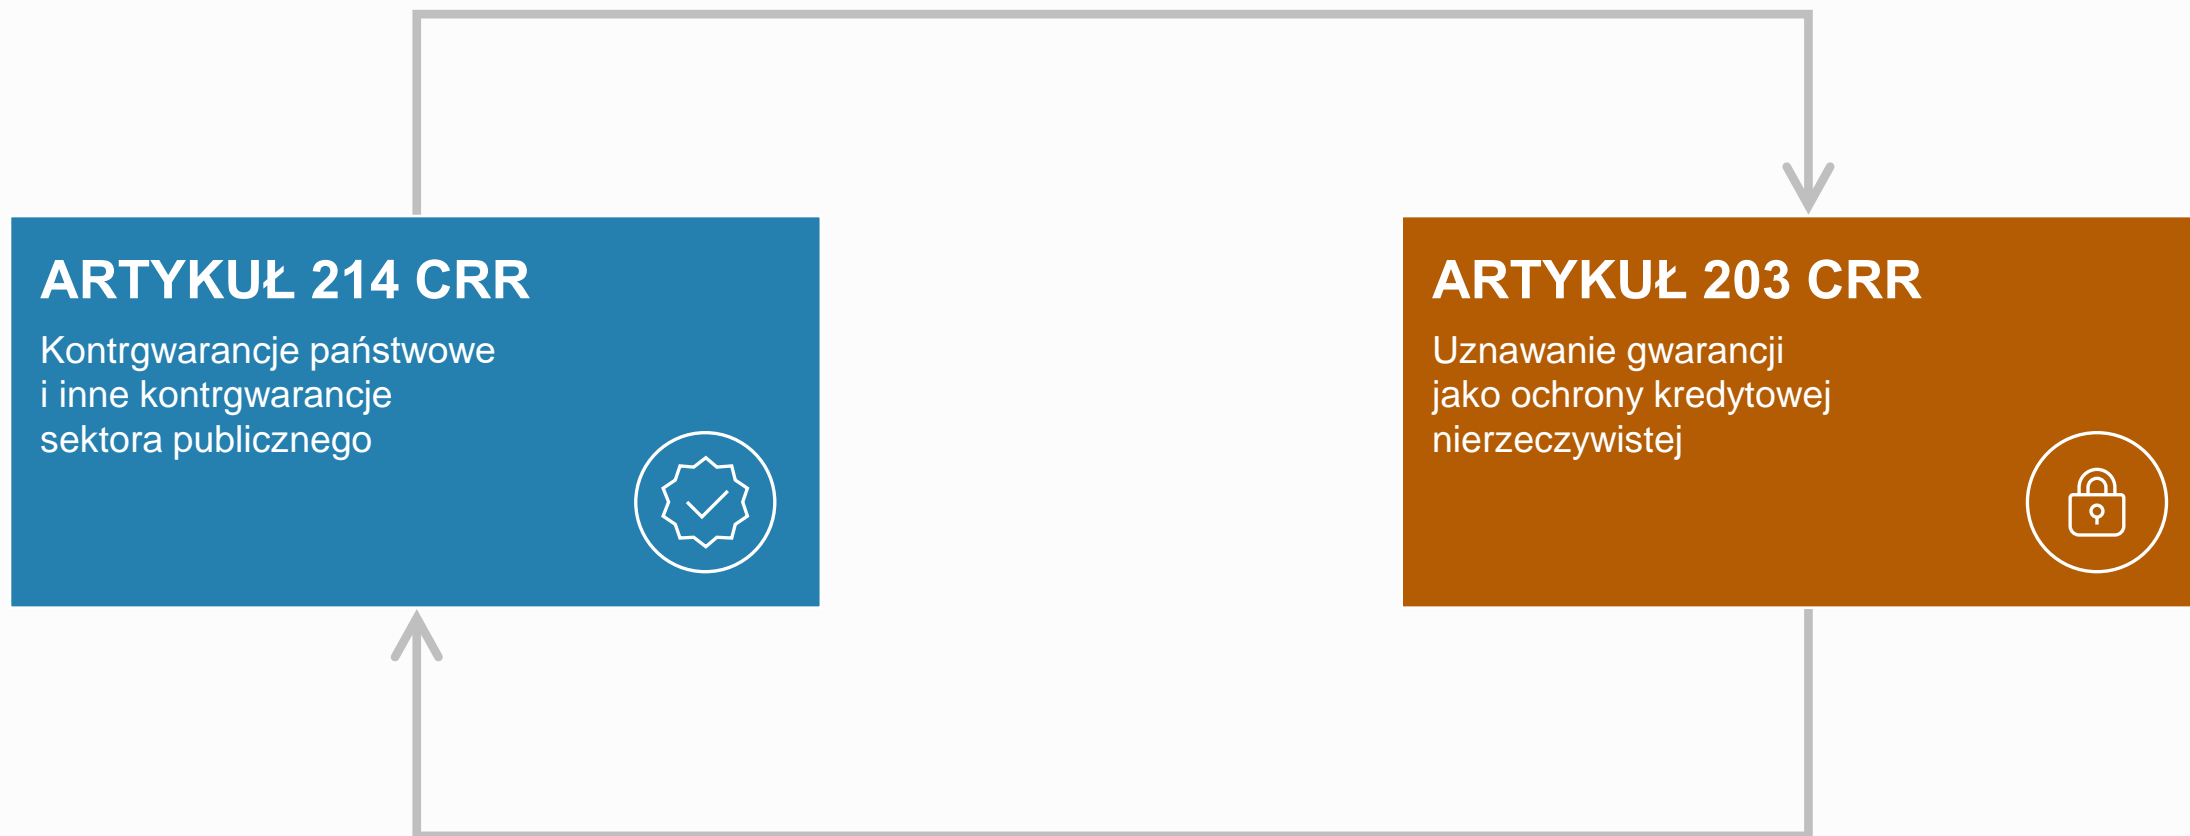 ARTYKUŁ 214 CRR
Kontrgwarancje państwowe
i inne kontrgwarancje
sektora publicznego
ARTYKUŁ 203 CRR
Uznawanie gwarancji
jako ochrony kredytowej
nierzeczywistej